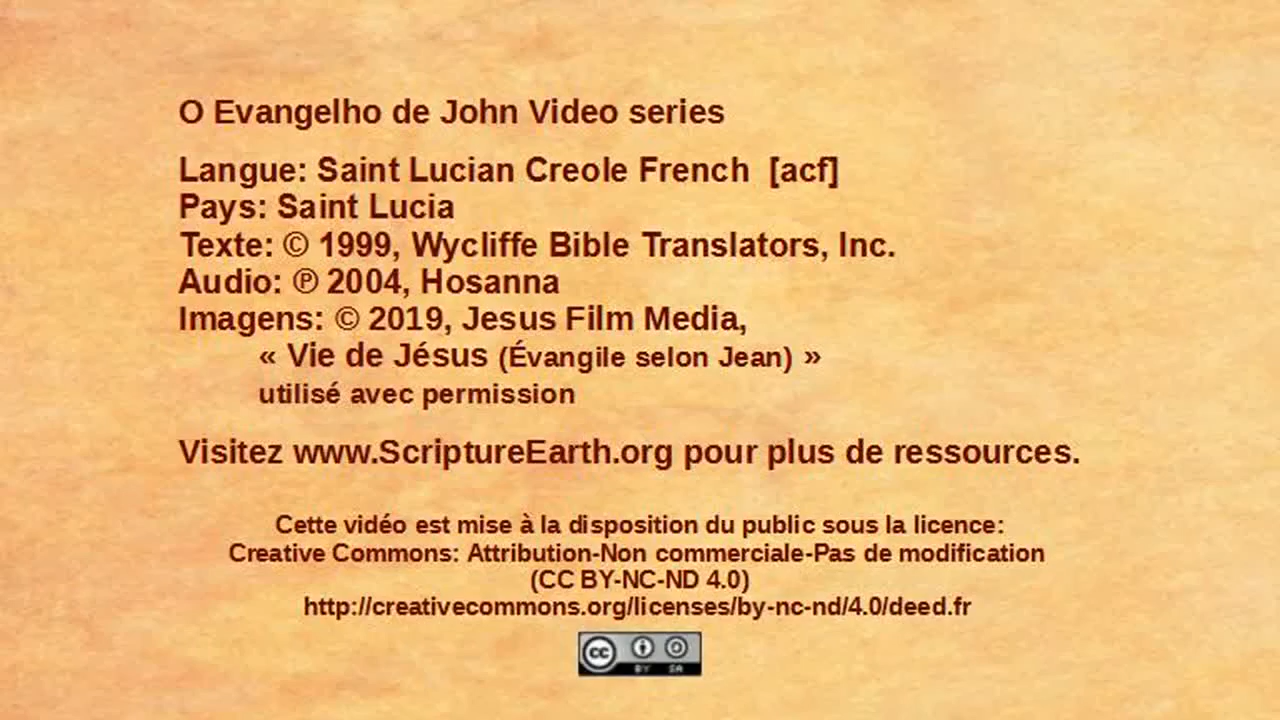 O Evangelho de John Video series
Langue: Saint Lucian Creole French [acf]
Pays: Saint Lucia
Texte: © 1999, Wycliffe Bible Translators, Inc.
Audio: ℗ 2004, Hosanna
Imagens: © 2019, Jesus Film Media,
« Vie de Jésus (Évangile selon Jean) »
utilisé avec permission
Visitez www.ScriptureEarth.org pour plus de ressources.
Cette vidéo est mise à la disposition du public sous la licence:
Creative Commons: Attribution-Non commerciale-Pas de modification
(CC BY-NC-ND 4.0)
http://creativecommons.org/licenses/by-nc-nd/4.0/deed.fr
cc BY SA